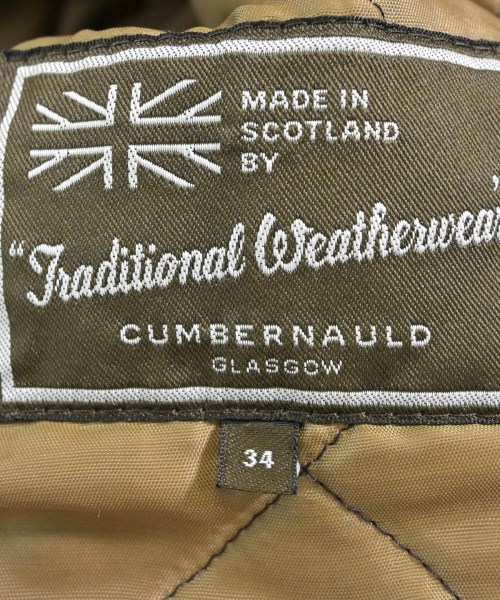 MADE IN
SCOTLAND
BY
"Traditional Weatherwear"
CUMBERNAULD
GLASGOW
34